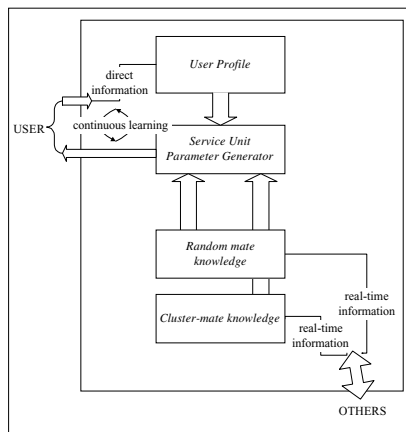 User Profile
direct
information
USER
continuous learning
Service Unit
Parameter Generator
Random mate
knowledge
real-time
information
Cluster-mate knowledge
real-time
information
OTHERS